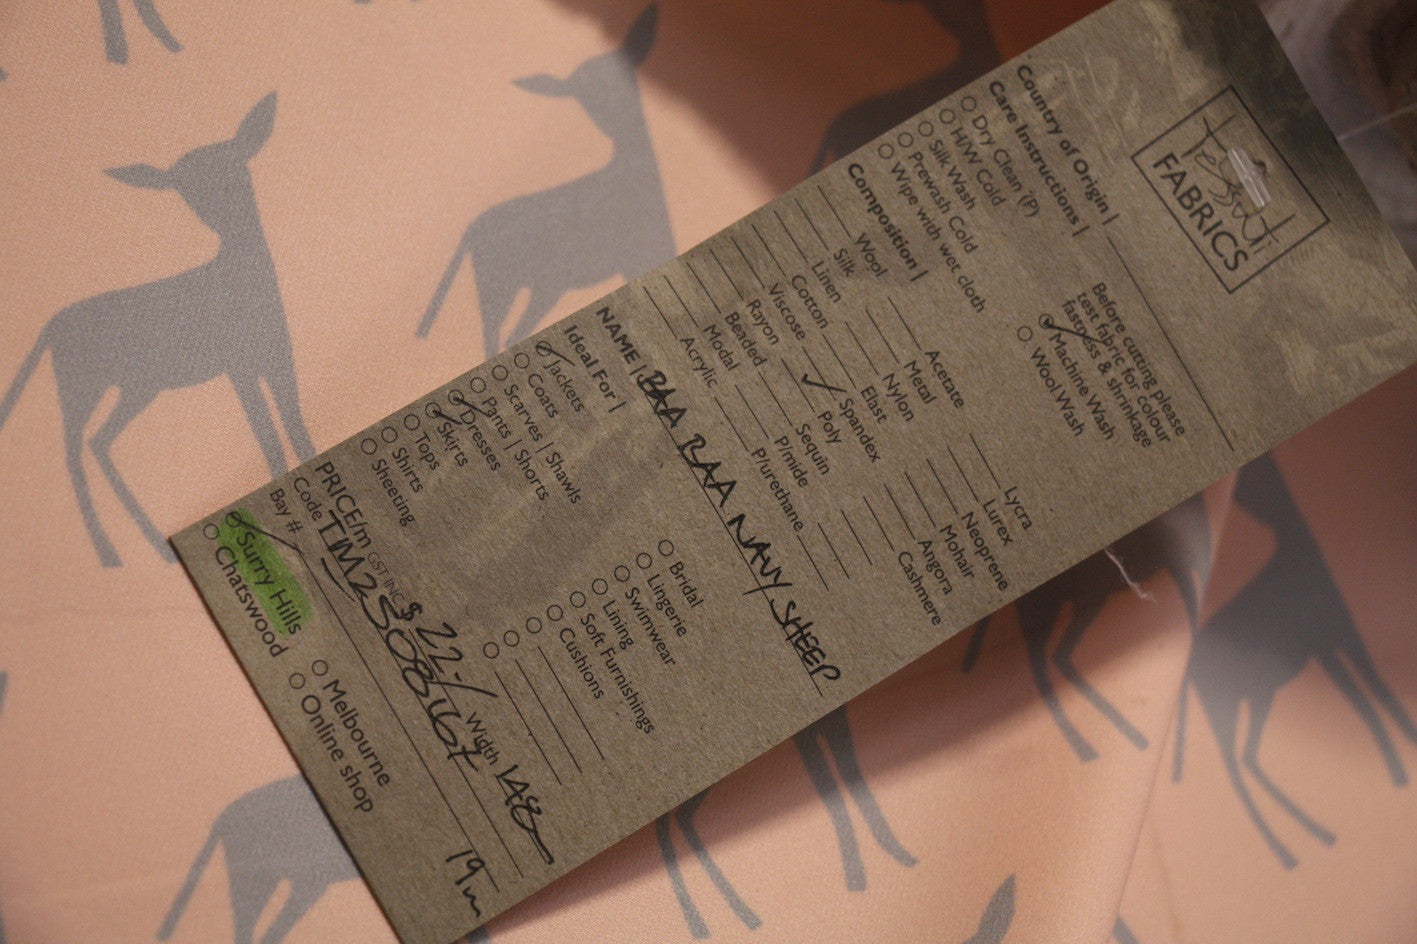 Tessuti
FABRICS
Country of Origin |
Care Instructions |
Dry Clean (P)
H/W Cold
Silk Wash
Prewash Cold
Wipe with wet cloth
Before cutting please
test fabric for colour
fastness & shrinkage
Machine Wash
Wool Wash
Composition |
Wool
Silk
Linen
Cotton
Viscose
Rayon
Beaded
Modal
Acrylic
Acetate
Metal
Nylon
Elast
Spandex
Poly
Sequin
P/mide
P/urethane
Lycra
Lurex
Neoprene
Mohair
Angora
Cashmere
NAME | BAA BAA NAVY SHEEP
Ideal For |
Jackets
Coats
Scarves | Shawls
Pants | Shorts
Dresses
Skirts
Tops
Shirts
Sheeting
Bridal
Lingerie
Swimwear
Lining
Soft Furnishings
Cushions
PRICE/m GST INC $22.- Width 148
Code TIM2308167
Bay # 19m
Surry Hills
Chatswood
Melbourne
Online shop